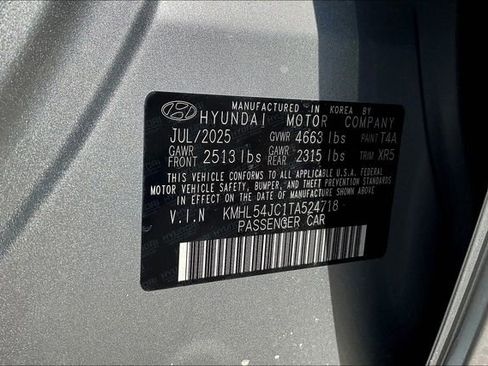 MANUFACTURED IN KOREA BY
HYUNDAI MOTOR COMPANY
JUL/2025 GVWR 4663 lbs PAINT T4A
GAWR FRONT 2513 lbs GAWR REAR 2315 lbs TRIM XR5
THIS VEHICLE CONFORMS TO ALL APPLICABLE U.S.A FEDERAL
MOTOR VEHICLE SAFETY, BUMPER, AND THEFT PREVENTION STANDARDS
IN EFFECT ON THE DATE OF MANUFACTURE SHOWN ABOVE.
V.I.N KMHL54JC1TA524718
PASSENGER CAR